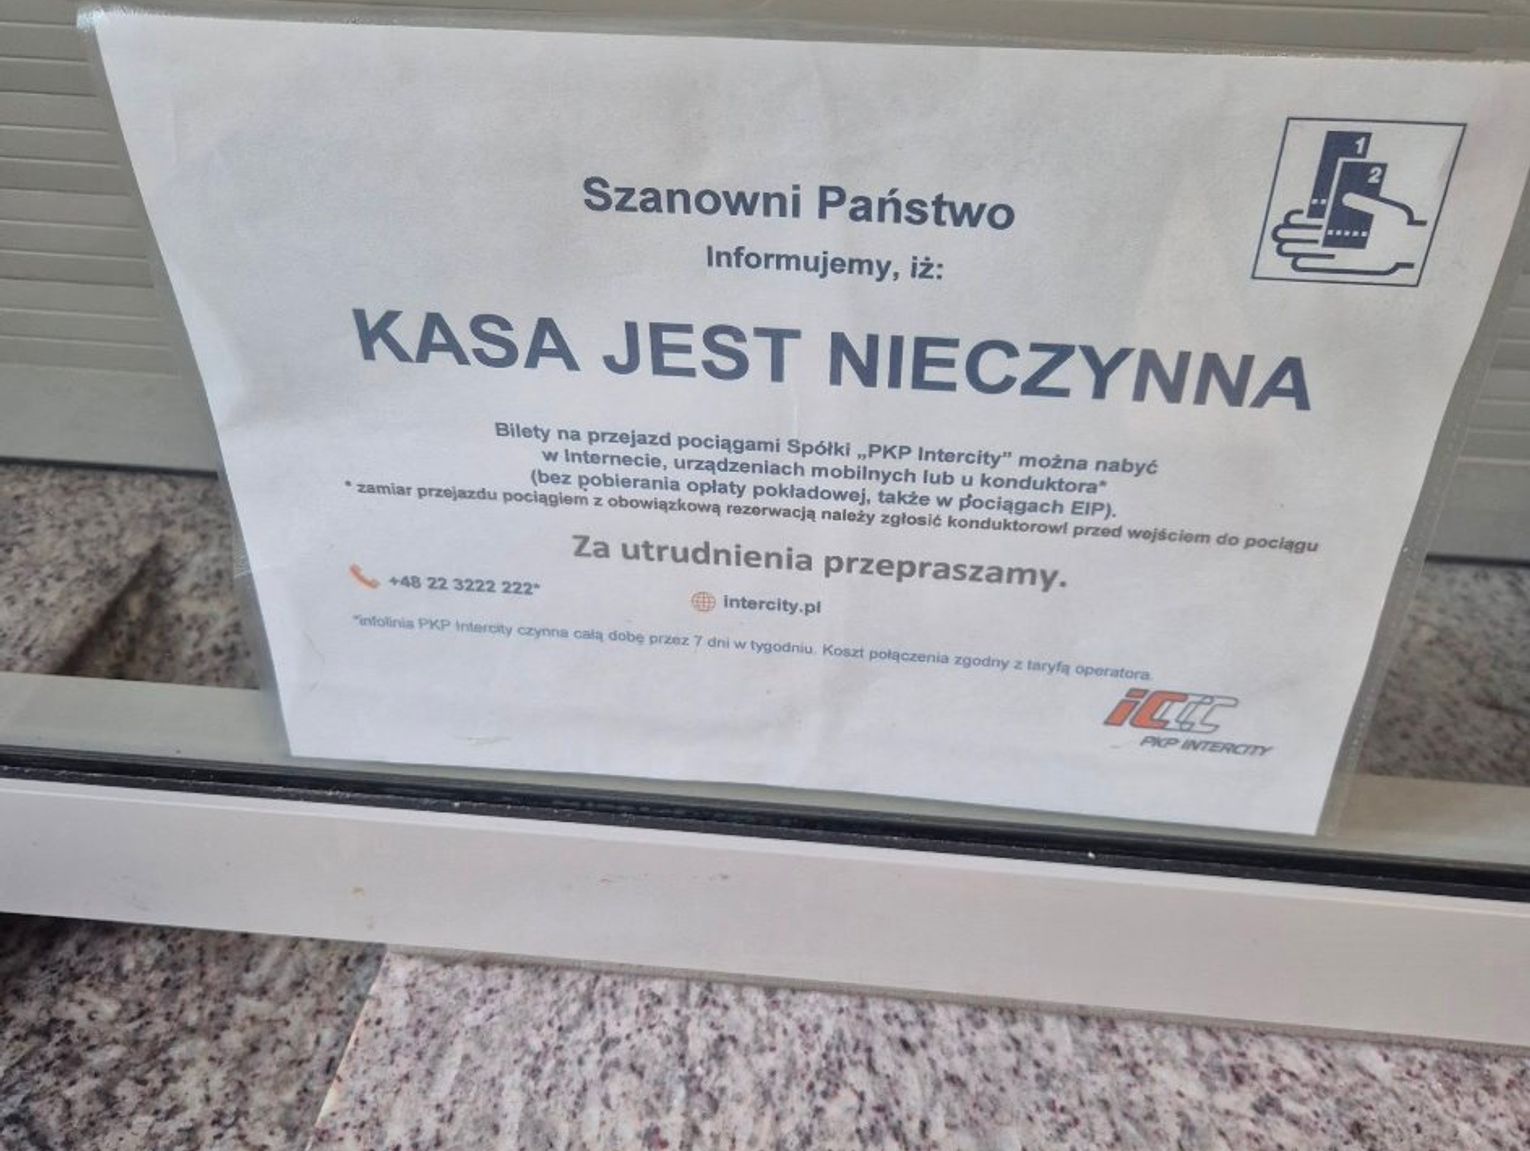 1
2
Szanowni Państwo
Informujemy, iż:
KASA JEST NIECZYNNA
Bilety na przejazd pociągami Spółki „PKP Intercity” można nabyć
w Internecie, urządzeniach mobilnych lub u konduktora*
(bez pobierania opłaty pokładowej, także w pociągach EIP).
* zamiar przejazdu pociągiem z obowiązkową rezerwacją należy zgłosić konduktorowi przed wejściem do pociągu
Za utrudnienia przepraszamy.
+48 22 3222 222*
intercity.pl
*infolinia PKP Intercity czynna całą dobę przez 7 dni w tygodniu. Koszt połączenia zgodny z taryfą operatora.
iC
PKP INTERCITY